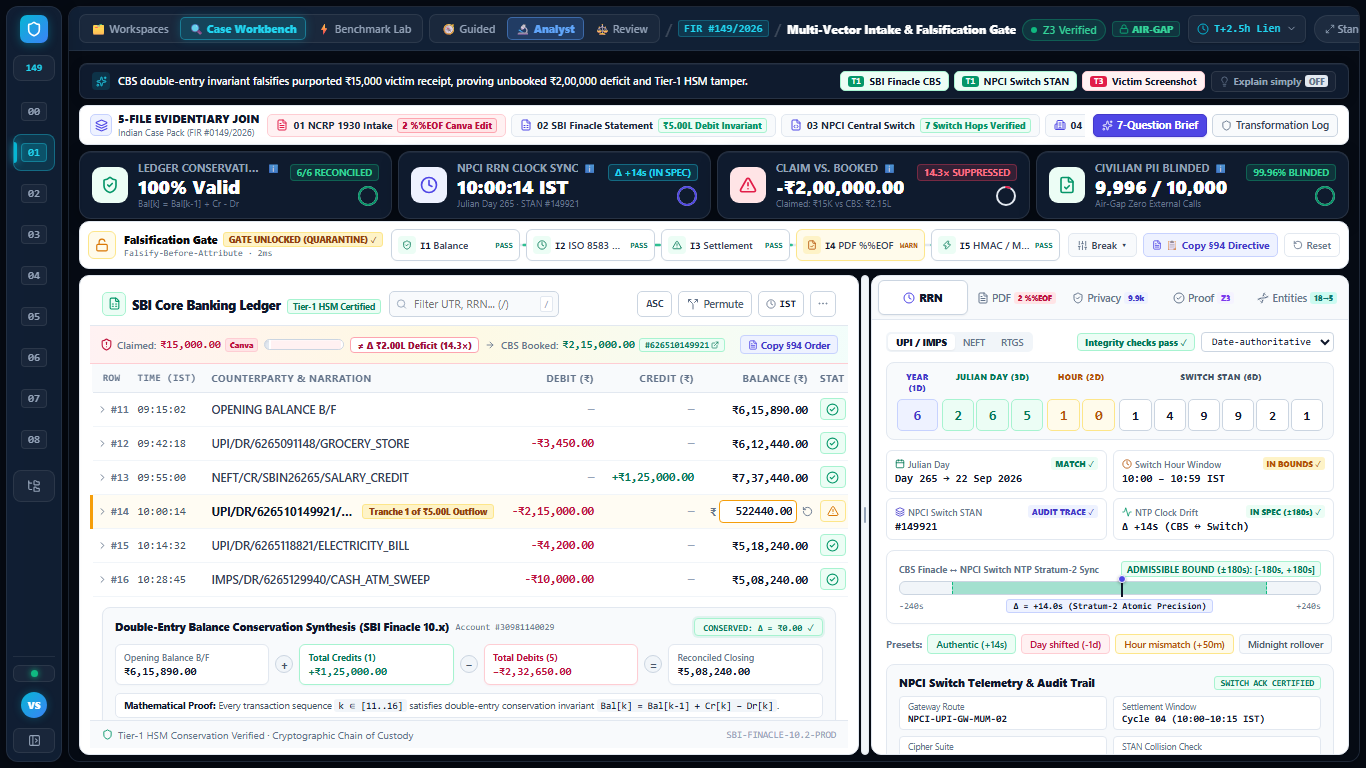 149
00
01
02
03
04
05
06
07
08
VS
Workspaces
Case Workbench
Benchmark Lab
Guided
Analyst
Review
/
FIR #149/2026
/
Multi-Vector Intake & Falsification Gate
Z3 Verified
AIR-GAP
T+2.5h Lien
Stan
CBS double-entry invariant falsifies purported ₹15,000 victim receipt, proving unbooked ₹2,00,000 deficit and Tier-1 HSM tamper.
T1 SBI Finacle CBS
T1 NPCI Switch STAN
T3 Victim Screenshot
Explain simply OFF
5-FILE EVIDENTIARY JOIN
Indian Case Pack (FIR #0149/2026)
01 NCRP 1930 Intake 2 %%EOF Canva Edit
02 SBI Finacle Statement ₹5.00L Debit Invariant
03 NPCI Central Switch 7 Switch Hops Verified
04
7-Question Brief
Transformation Log
LEDGER CONSERVATI...
6/6 RECONCILED
100% Valid
Bal[k] = Bal[k-1] + Cr - Dr
NPCI RRN CLOCK SYNC
Δ +14s (IN SPEC)
10:00:14 IST
Julian Day 265 · STAN #149921
CLAIM VS. BOOKED
14.3× SUPPRESSED
-₹2,00,000.00
Claimed: ₹15K vs CBS: ₹2.15L
CIVILIAN PII BLINDED
99.96% BLINDED
9,996 / 10,000
Air-Gap Zero External Calls
Falsification Gate GATE UNLOCKED (QUARANTINE) ✓
Falsify-Before-Attribute · 2ms
I1 Balance PASS
I2 ISO 8583 ... PASS
I3 Settlement PASS
I4 PDF %%EOF WARN
I5 HMAC / M... PASS
Break
Copy §94 Directive
Reset
SBI Core Banking Ledger Tier-1 HSM Certified
Filter UTR, RRN... (/) /
ASC
Permute
IST
...
Claimed: ₹15,000.00 Canva
≠ Δ ₹2.00L Deficit (14.3×)
→ CBS Booked: ₹2,15,000.00 #626510149921
Copy §94 Order
ROW TIME (IST) COUNTERPARTY & NARRATION DEBIT (₹) CREDIT (₹) BALANCE (₹) STAT
#11 09:15:02 OPENING BALANCE B/F — — ₹6,15,890.00
#12 09:42:18 UPI/DR/6265091148/GROCERY_STORE -₹3,450.00 — ₹6,12,440.00
#13 09:55:00 NEFT/CR/SBIN26265/SALARY_CREDIT — +₹1,25,000.00 ₹7,37,440.00
#14 10:00:14 UPI/DR/626510149921/... Tranche 1 of ₹5.00L Outflow -₹2,15,000.00 — ₹ 522440.00
#15 10:14:32 UPI/DR/6265118821/ELECTRICITY_BILL -₹4,200.00 — ₹5,18,240.00
#16 10:28:45 IMPS/DR/6265129940/CASH_ATM_SWEEP -₹10,000.00 — ₹5,08,240.00
Double-Entry Balance Conservation Synthesis (SBI Finacle 10.x) Account #30981140029
CONSERVED: Δ = ₹0.00 ✓
Opening Balance B/F
₹6,15,890.00
+
Total Credits (1)
+₹1,25,000.00
−
Total Debits (5)
-₹2,32,650.00
=
Reconciled Closing
₹5,08,240.00
Mathematical Proof: Every transaction sequence k ∈ [11..16] satisfies double-entry conservation invariant Bal[k] = Bal[k-1] + Cr[k] − Dr[k].
Tier-1 HSM Conservation Verified · Cryptographic Chain of Custody
SBI-FINACLE-10.2-PROD
RRN
PDF 2 %%EOF
Privacy 9.9k
Proof Z3
Entities 18→5
UPI / IMPS
NEFT
RTGS
Integrity checks pass ✓
Date-authoritative
YEAR (1D)
JULIAN DAY (3D)
HOUR (2D)
SWITCH STAN (6D)
6 2 6 5 1 0 1 4 9 9 2 1
Julian Day MATCH ✓
Day 265 → 22 Sep 2026
Switch Hour Window IN BOUNDS ✓
10:00 – 10:59 IST
NPCI Switch STAN AUDIT TRACE ✓
#149921
NTP Clock Drift IN SPEC (±180s) ✓
Δ +14s (CBS ↔ Switch)
CBS Finacle ↔ NPCI Switch NTP Stratum-2 Sync
ADMISSIBLE BOUND (±180s): [-180s, +180s]
-240s
Δ = +14.0s (Stratum-2 Atomic Precision)
+240s
Presets:
Authentic (+14s)
Day shifted (-1d)
Hour mismatch (+50m)
Midnight rollover
NPCI Switch Telemetry & Audit Trail
SWITCH ACK CERTIFIED
Gateway Route
NPCI-UPI-GW-MUM-02
Settlement Window
Cycle 04 (10:00–10:15 IST)
Cipher Suite
STAN Collision Check